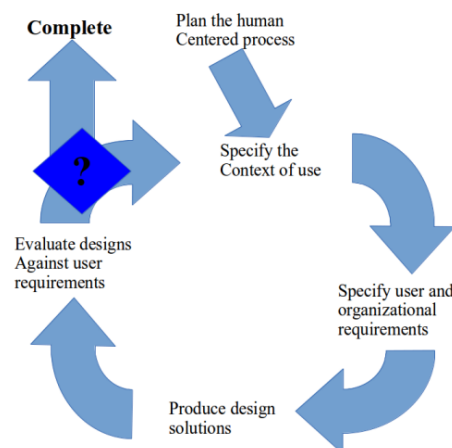 Complete
Plan the human
Centered process
Specify the
Context of use
?
Evaluate designs
Against user
requirements
Specify user and
organizational
requirements
Produce design
solutions